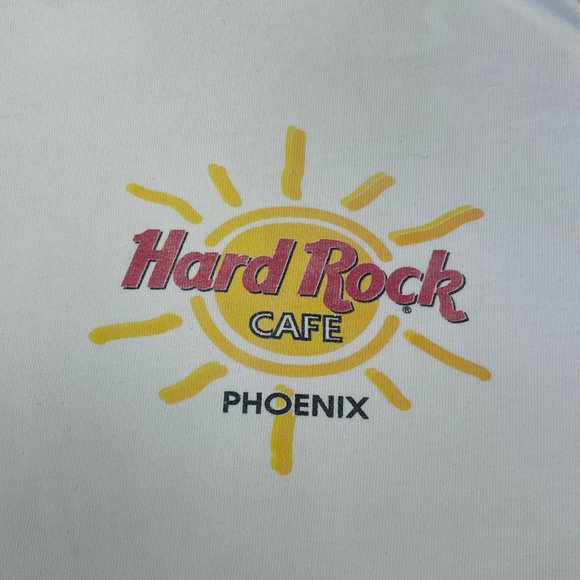 Hard Rock
CAFE
®
PHOENIX